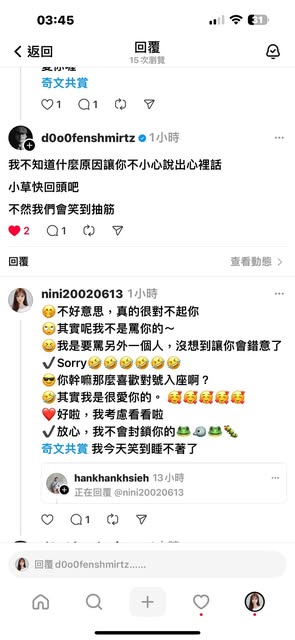 03:45
31
返回
回覆
15 次瀏覽
奇文共賞
1
1
d0o0fenshmirtz 1小時
我不知道什麼原因讓你不小心說出心裡話
小草快回頭吧
不然我們會笑到抽筋
2
1
回覆
查看動態 >
nini20020613 1小時
🤭不好意思，真的很對不起你
🙄其實呢我不是罵你的～
😆我是要罵另外一個人，沒想到讓你會錯意了
✔Sorry🤣🤣🤣🤣🤣🤣
😎你幹嘛那麼喜歡對號入座啊？
🤣其實我是很愛你的。🥰🥰🥰🥰🥰
❤️好啦，我考慮看看啦
✔放心，我不會封鎖你的
奇文共賞 我今天笑到睡不著了
hankhankhsieh 13小時
正在回覆 @nini20020613
1
回覆 d0o0fenshmirtz......